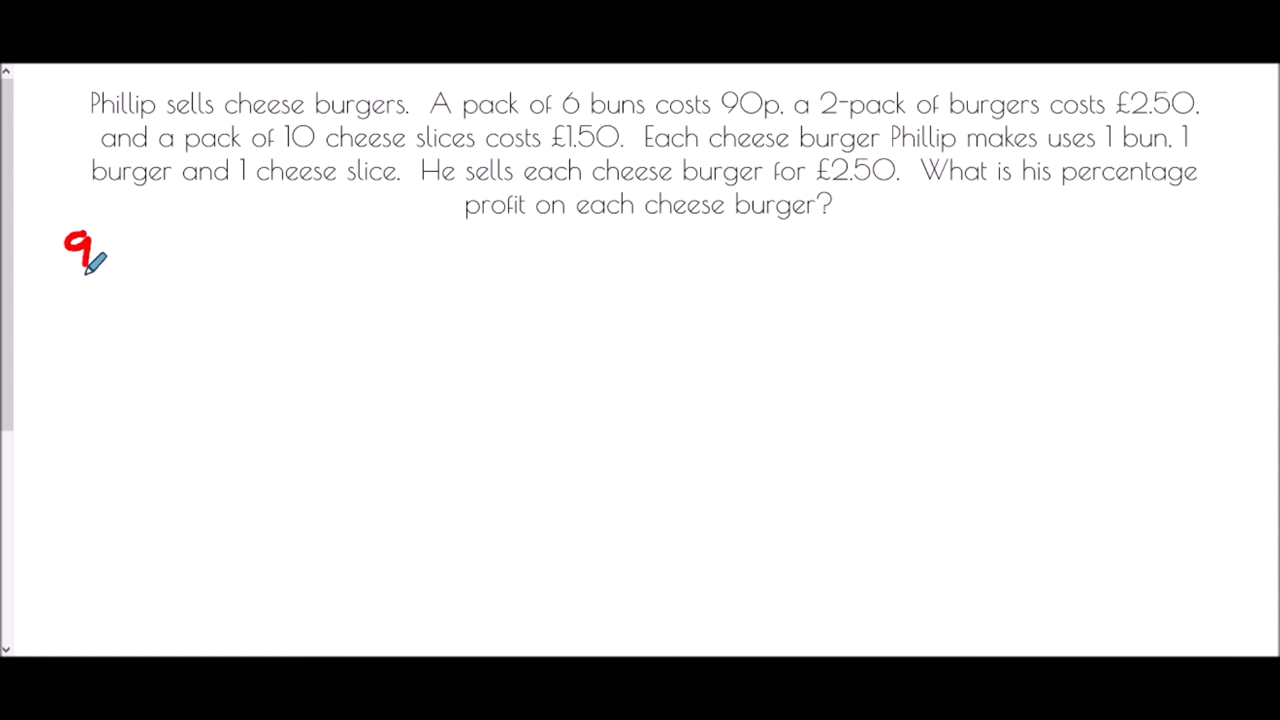 Phillip sells cheese burgers. A pack of 6 buns costs 90p, a 2-pack of burgers costs £2.50,
and a pack of 10 cheese slices costs £1.50. Each cheese burger Phillip makes uses 1 bun, 1
burger and 1 cheese slice. He sells each cheese burger for £2.50. What is his percentage
profit on each cheese burger?
9